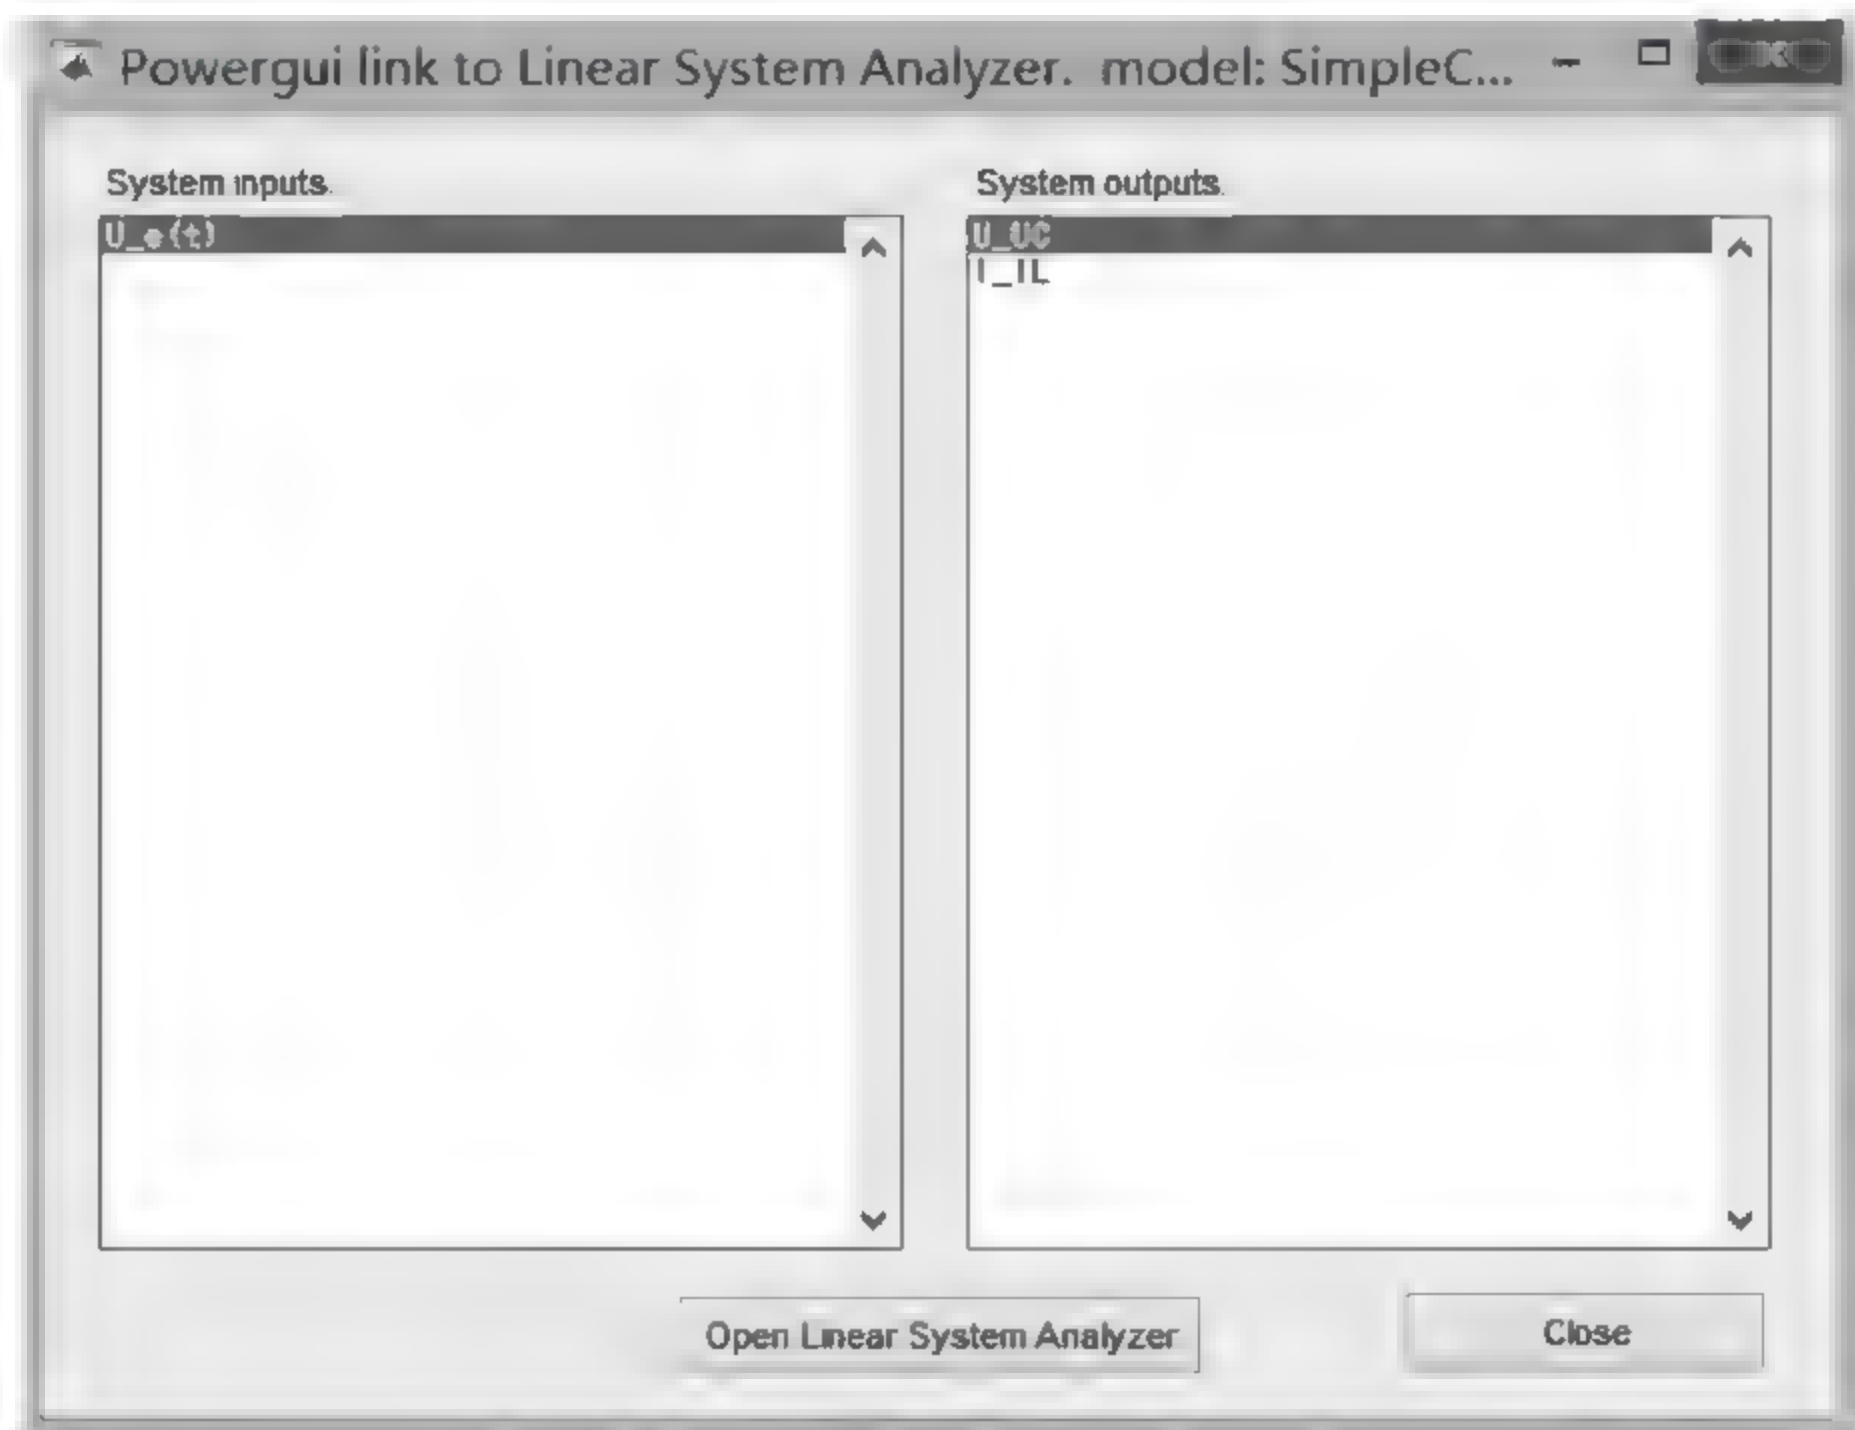 Powergui link to Linear System Analyzer. model: SimpleC...
System inputs.
U_e(t)
System outputs.
U_UC
I_IL
Open Linear System Analyzer
Close